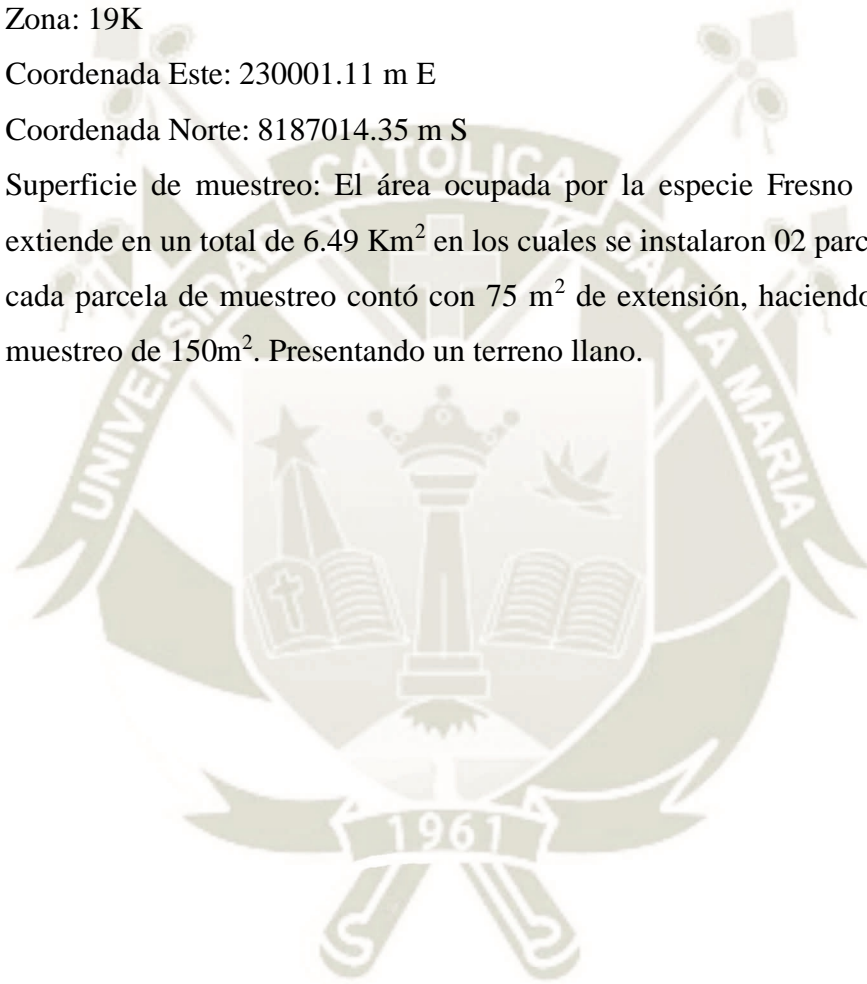 Zona: 19K
Coordenada Este: 230001.11 m E
Coordenada Norte: 8187014.35 m S
Superficie de muestreo: El área ocupada por la especie Fresno
extiende en un total de 6.49 Km² en los cuales se instalaron 02 parc
cada parcela de muestreo contó con 75 m² de extensión, haciendo
muestreo de 150m². Presentando un terreno llano.
UNIVERSIDAD CATOLICA SANTA MARIA
1961